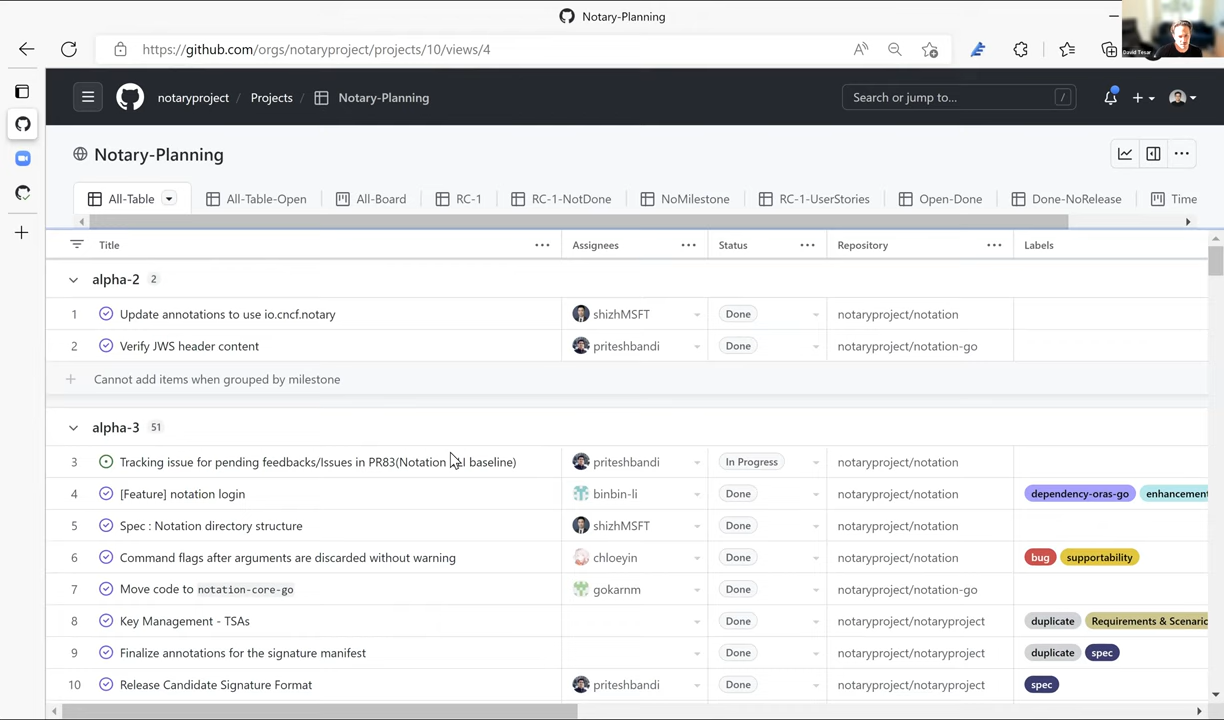 Notary-Planning
https://github.com/orgs/notaryproject/projects/10/views/4
David Tesar
notaryproject / Projects / Notary-Planning
Search or jump to... /
Notary-Planning
All-Table All-Table-Open All-Board RC-1 RC-1-NotDone NoMilestone RC-1-UserStories Open-Done Done-NoRelease Time
Title Assignees Status Repository Labels
alpha-2 2
1 Update annotations to use io.cncf.notary shizhMSFT Done notaryproject/notation
2 Verify JWS header content priteshbandi Done notaryproject/notation-go
Cannot add items when grouped by milestone
alpha-3 51
3 Tracking issue for pending feedbacks/Issues in PR83(Notation baseline) priteshbandi In Progress notaryproject/notation
4 [Feature] notation login binbin-li Done notaryproject/notation dependency-oras-go enhancement
5 Spec : Notation directory structure shizhMSFT Done notaryproject/notation
6 Command flags after arguments are discarded without warning chloeyin Done notaryproject/notation bug supportability
7 Move code to notation-core-go gokarnm Done notaryproject/notation-go
8 Key Management - TSAs Done notaryproject/notaryproject duplicate Requirements & Scenario
9 Finalize annotations for the signature manifest Done notaryproject/notaryproject duplicate spec
10 Release Candidate Signature Format priteshbandi Done notaryproject/notaryproject spec